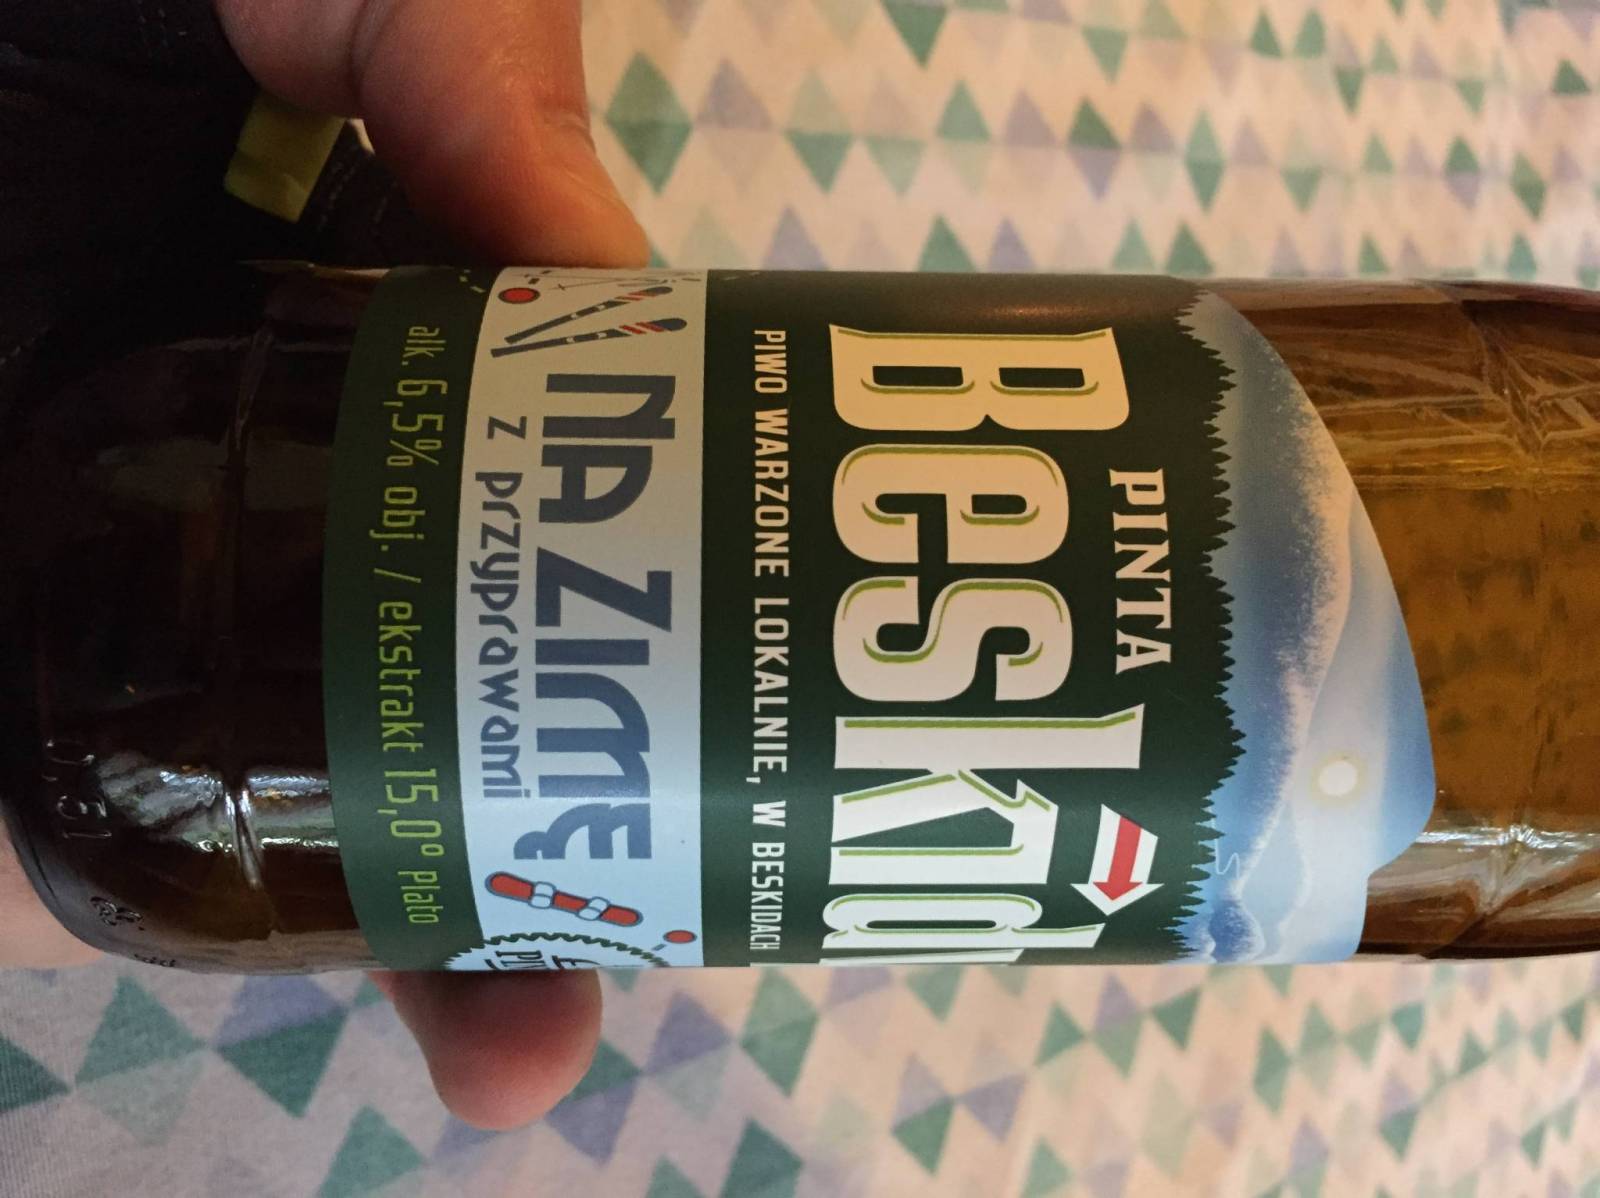 PINTA
Beskid
PIWO WARZONE LOKALNIE, W BESKIDACH
NA ZIMĘ
z przyprawami
alk. 6,5% obj. / ekstrakt 15,0° Plato